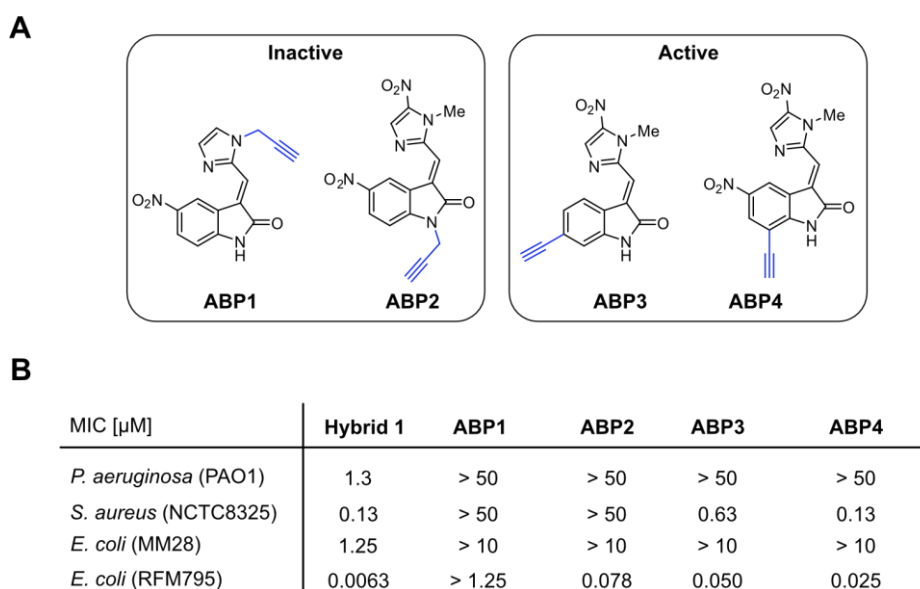 A
Inactive
Active
O₂N
N
Me
N
N
N
O₂N
O
N
H
ABP1
O₂N
N
Me
N
O₂N
O
N
ABP2
O₂N
N
Me
N
O
N
H
ABP3
O₂N
N
Me
N
O₂N
O
N
H
ABP4
B
MIC [µM] Hybrid 1 ABP1 ABP2 ABP3 ABP4
P. aeruginosa (PAO1) 1.3 > 50 > 50 > 50 > 50
S. aureus (NCTC8325) 0.13 > 50 > 50 0.63 0.13
E. coli (MM28) 1.25 > 10 > 10 > 10 > 10
E. coli (RFM795) 0.0063 > 1.25 0.078 0.050 0.025